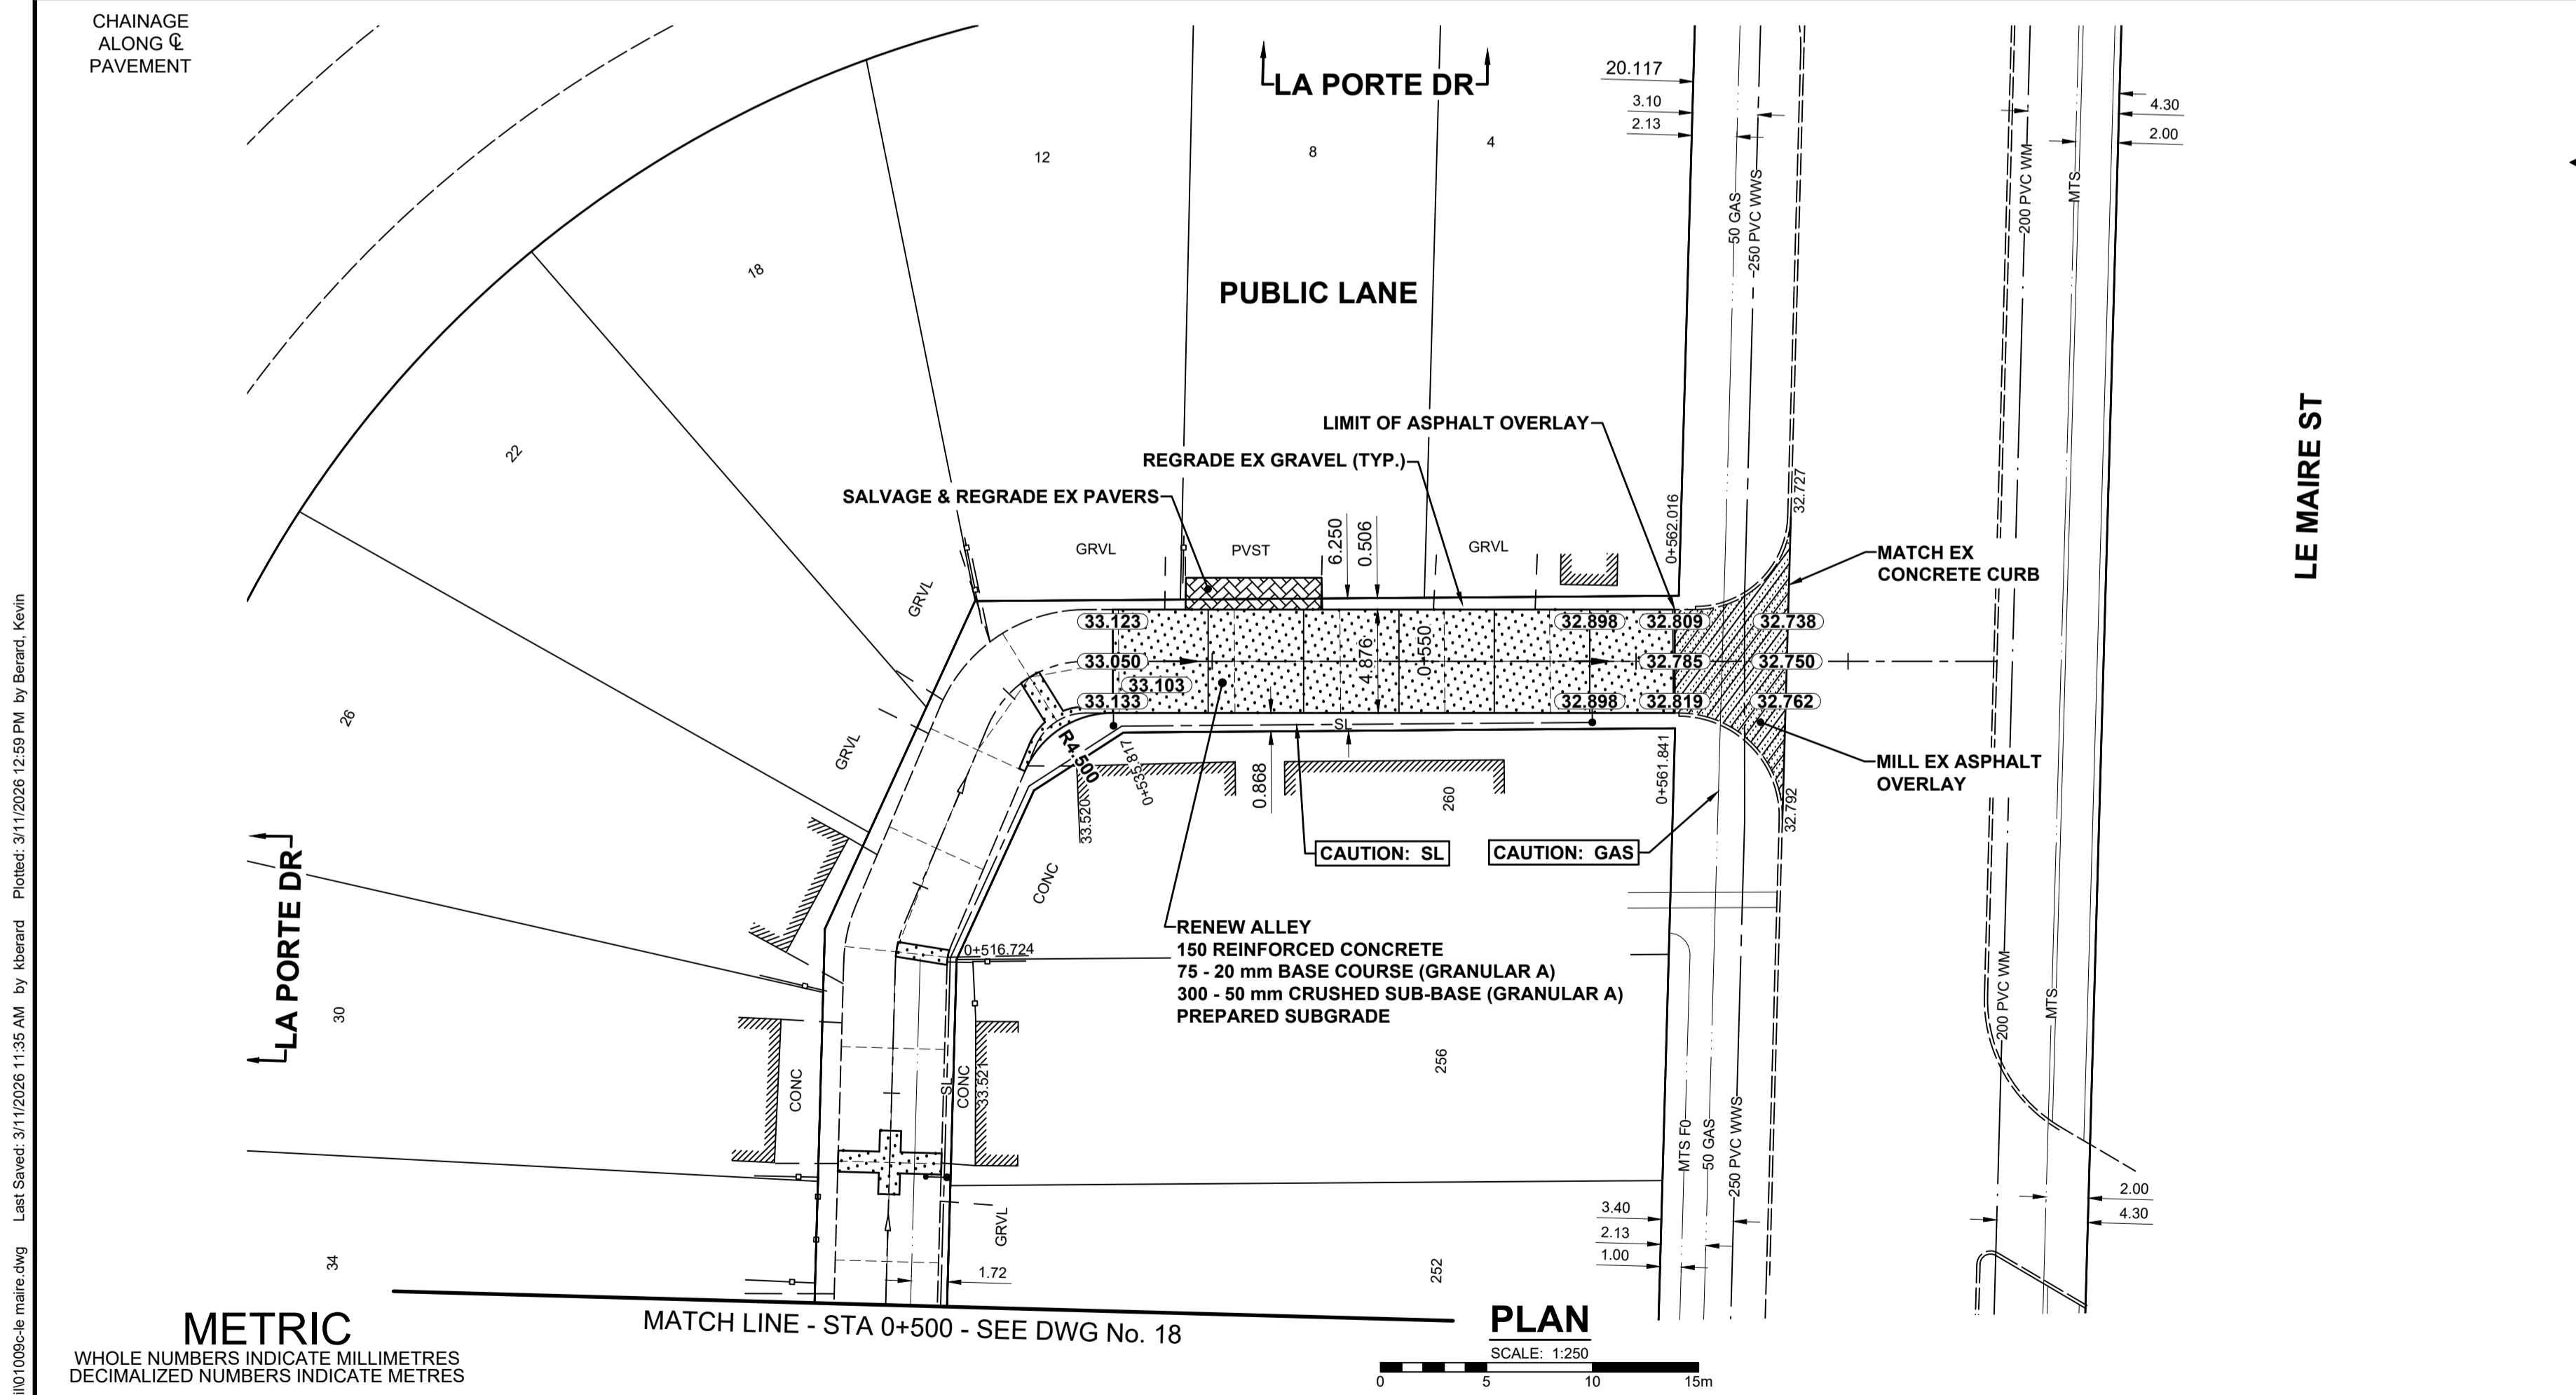 CHAINAGE
ALONG ℄
PAVEMENT
LA PORTE DR
20.117
3.10
2.13
4.30
2.00
12
8
4
18
22
26
30
34
50 GAS
250 PVC WWS
200 PVC WM
MTS
PUBLIC LANE
LE MAIRE ST
LIMIT OF ASPHALT OVERLAY
REGRADE EX GRAVEL (TYP.)
SALVAGE & REGRADE EX PAVERS
GRVL
PVST
6.250
0.506
GRVL
0+562.016
32.727
MATCH EX
CONCRETE CURB
GRVL
GRVL
33.123
32.898
32.809
32.738
33.050
4.876
0+550
32.785
32.750
33.103
33.133
32.898
32.819
32.762
SL
R4.500
0+535.817
33.520
0.868
260
0+561.841
32.792
MILL EX ASPHALT
OVERLAY
CAUTION: SL
CAUTION: GAS
CONC
LA PORTE DR
0+516.724
RENEW ALLEY
150 REINFORCED CONCRETE
75 - 20 mm BASE COURSE (GRANULAR A)
300 - 50 mm CRUSHED SUB-BASE (GRANULAR A)
PREPARED SUBGRADE
256
CONC
SL
CONC
33.521
GRVL
1.72
252
MTS F0
50 GAS
250 PVC WWS
200 PVC WM
MTS
3.40
2.13
1.00
2.00
4.30
MATCH LINE - STA 0+500 - SEE DWG No. 18
METRIC
WHOLE NUMBERS INDICATE MILLIMETRES
DECIMALIZED NUMBERS INDICATE METRES
PLAN
SCALE: 1:250
0 5 10 15m
il\01009c-le maire.dwg Last Saved: 3/11/2026 11:35 AM by kberard Plotted: 3/11/2026 12:59 PM by Berard, Kevin